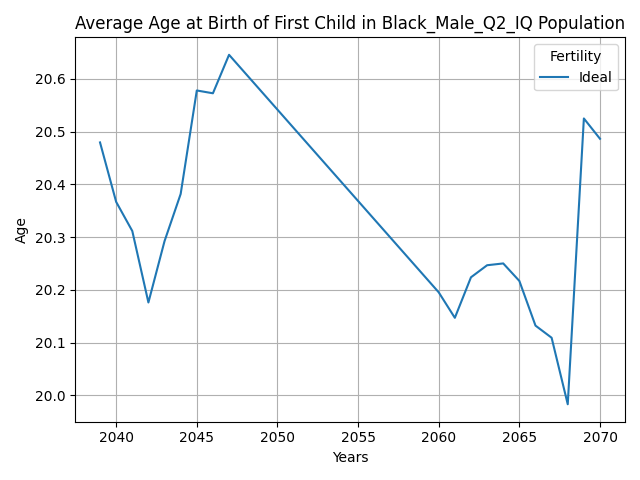 Average Age at Birth of First Child in Black_Male_Q2_IQ Population
Fertility
Ideal
20.6
20.5
20.4
20.3
20.2
20.1
20.0
Age
2040 2045 2050 2055 2060 2065 2070
Years